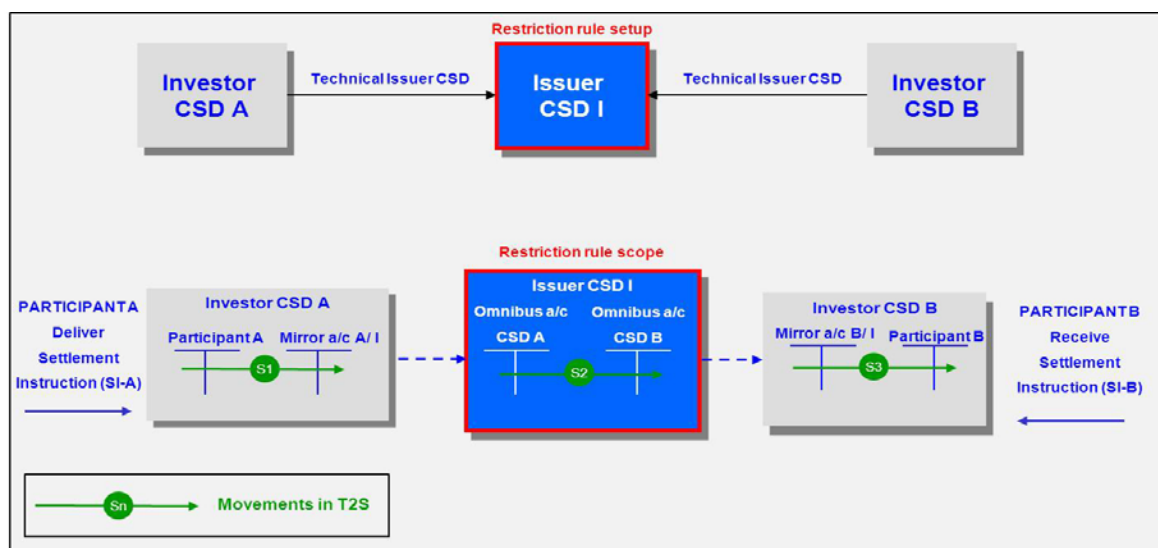 Restriction rule setup
Investor
CSD A
Technical Issuer CSD
Issuer
CSD I
Technical Issuer CSD
Investor
CSD B
Restriction rule scope
PARTICIPANT A
Deliver
Settlement
Instruction (SI-A)
Investor CSD A
Participant A
Mirror a/c A/ I
S1
Issuer CSD I
Omnibus a/c
CSD A
Omnibus a/c
CSD B
S2
Investor CSD B
Mirror a/c B/ I
Participant B
S3
PARTICIPANT B
Receive
Settlement
Instruction (SI-B)
Sn
Movements in T2S